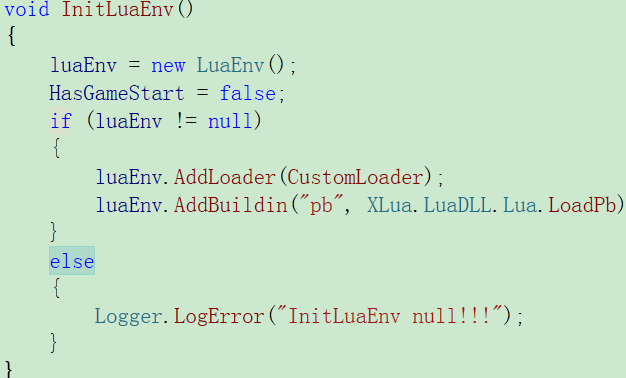 void InitLuaEnv()
{
    luaEnv = new LuaEnv();
    HasGameStart = false;
    if (luaEnv != null)
    {
        luaEnv.AddLoader(CustomLoader);
        luaEnv.AddBuildin("pb", XLua.LuaDLL.Lua.LoadPb)
    }
    else
    {
        Logger.LogError("InitLuaEnv null!!!");
    }
}